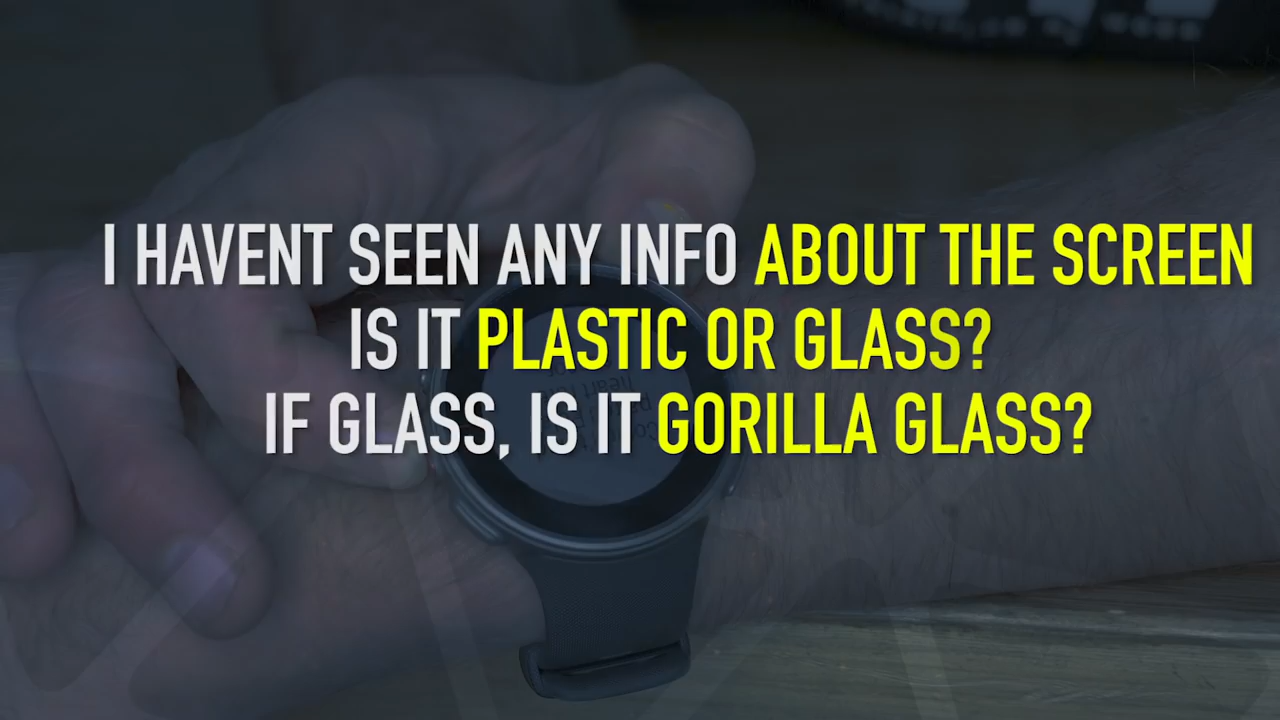 I HAVENT SEEN ANY INFO ABOUT THE SCREEN
IS IT PLASTIC OR GLASS?
IF GLASS, IS IT GORILLA GLASS?